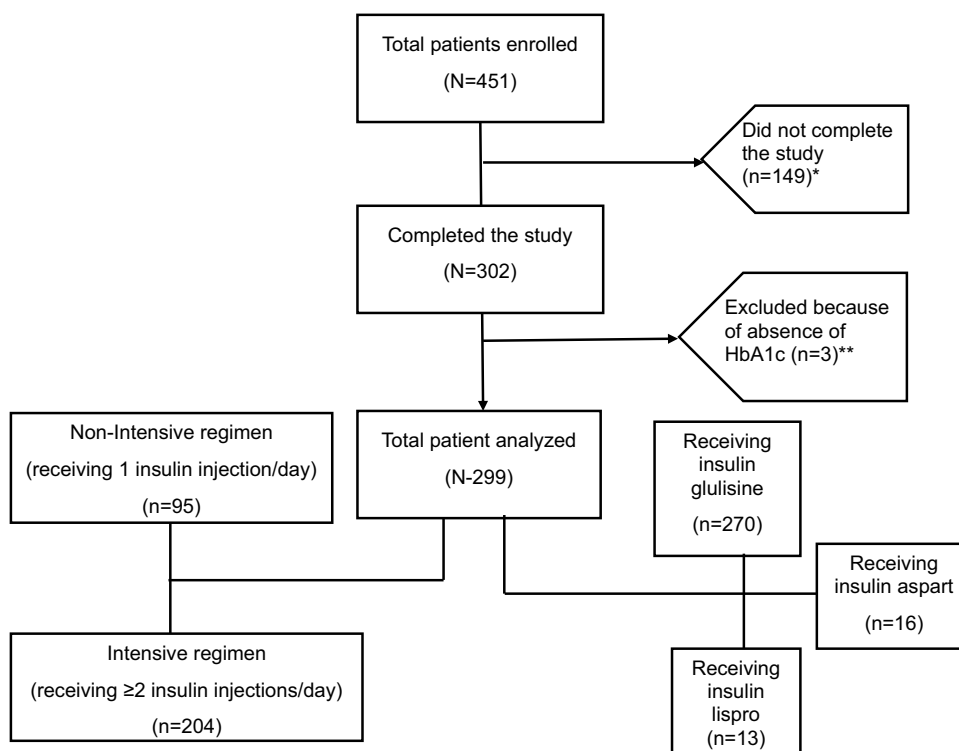 Total patients enrolled
(N=451)
Did not complete
the study
(n=149)*
Completed the study
(N=302)
Excluded because
of absence of
HbA1c (n=3)**
Non-Intensive regimen
(receiving 1 insulin injection/day)
(n=95)
Total patient analyzed
(N-299)
Receiving
insulin
glulisine
(n=270)
Receiving
insulin aspart
(n=16)
Intensive regimen
(receiving ≥2 insulin injections/day)
(n=204)
Receiving
insulin
lispro
(n=13)